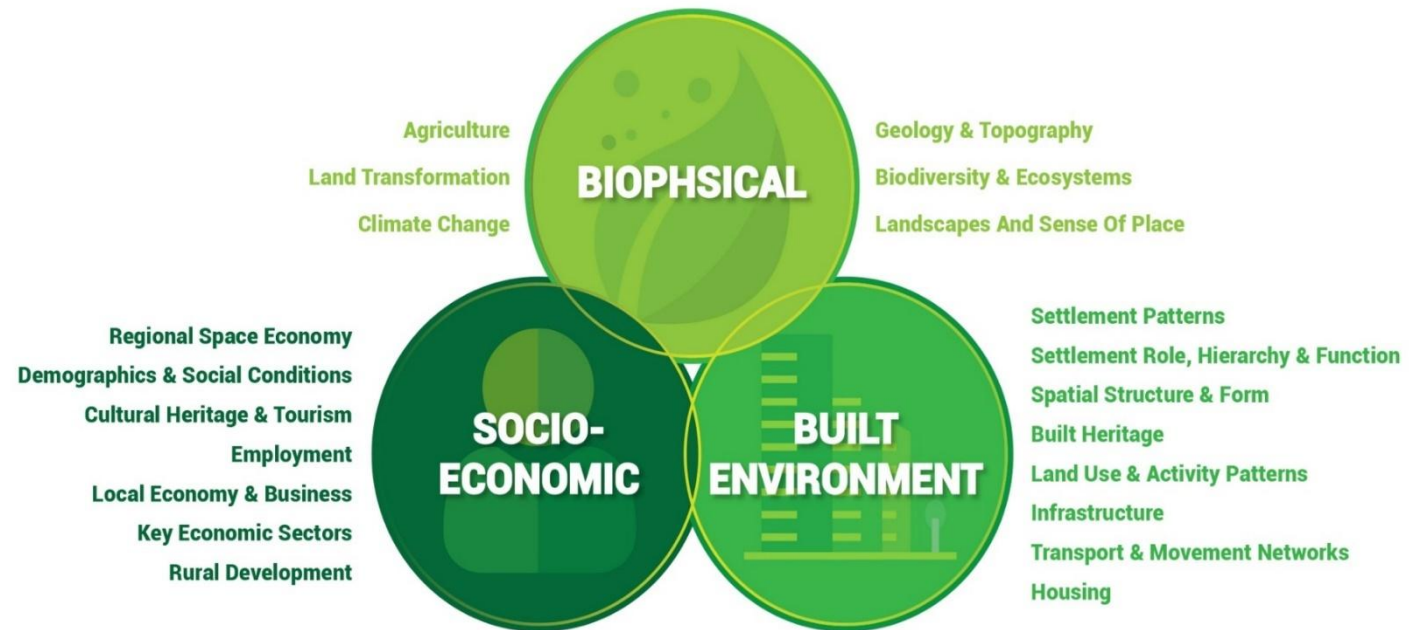 Agriculture
Land Transformation
Climate Change
BIOPHSICAL
Geology & Topography
Biodiversity & Ecosystems
Landscapes And Sense Of Place
Regional Space Economy
Demographics & Social Conditions
Cultural Heritage & Tourism
Employment
Local Economy & Business
Key Economic Sectors
Rural Development
SOCIO-
ECONOMIC
BUILT
ENVIRONMENT
Settlement Patterns
Settlement Role, Hierarchy & Function
Spatial Structure & Form
Built Heritage
Land Use & Activity Patterns
Infrastructure
Transport & Movement Networks
Housing